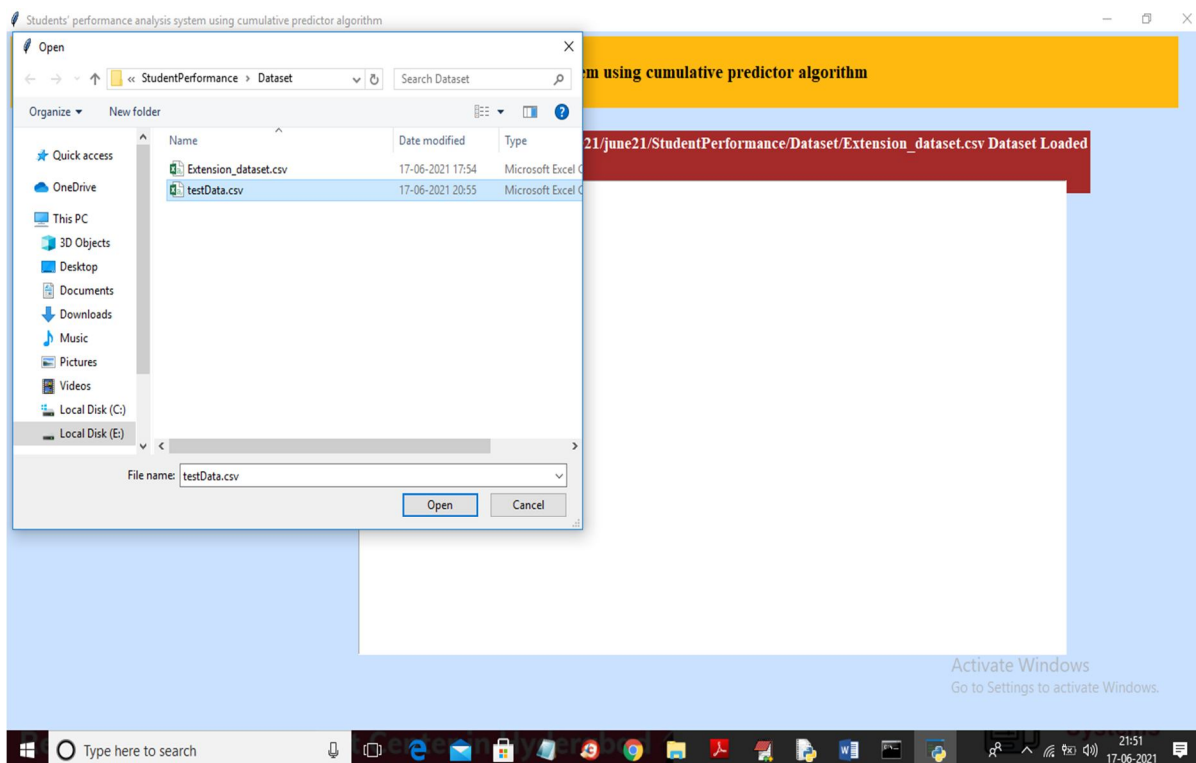 Students' performance analysis system using cumulative predictor algorithm
Open
em using cumulative predictor algorithm
« StudentPerformance > Dataset
Search Dataset
Organize
New folder
21/june21/StudentPerformance/Dataset/Extension_dataset.csv Dataset Loaded
Name
Date modified
Type
Quick access
Extension_dataset.csv
17-06-2021 17:54
Microsoft Excel C
OneDrive
testData.csv
17-06-2021 20:55
Microsoft Excel C
This PC
3D Objects
Desktop
Documents
Downloads
Music
Pictures
Videos
Local Disk (C:)
Local Disk (E:)
File name: testData.csv
Open
Cancel
Activate Windows
Go to Settings to activate Windows.
Type here to search
21:51
17-06-2021